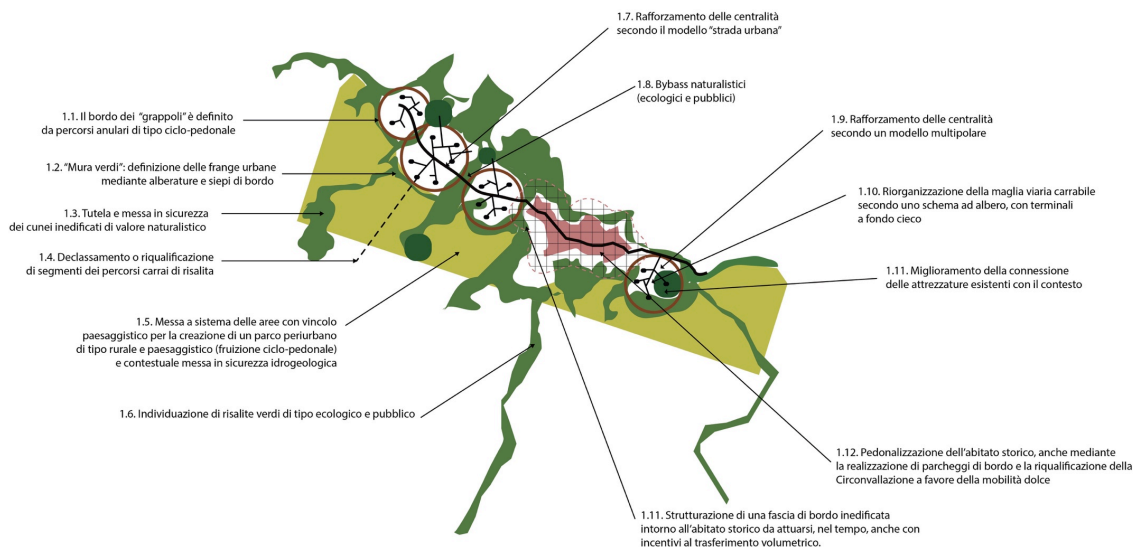 1.7. Rafforzamento delle centralità
secondo il modello "strada urbana"
1.8. Bybass naturalistici
(ecologici e pubblici)
1.1. Il bordo dei "grappoli" è definito
da percorsi anulari di tipo ciclo-pedonale
1.9. Rafforzamento delle centralità
secondo un modello multipolare
1.2. "Mura verdi": definizione delle frange urbane
mediante alberature e siepi di bordo
1.10. Riorganizzazione della maglia viaria carrabile
secondo uno schema ad albero, con terminali
a fondo cieco
1.3. Tutela e messa in sicurezza
dei cunei inedificati di valore naturalistico
1.4. Declassamento o riqualificazione
di segmenti dei percorsi carrai di risalita
1.11. Miglioramento della connessione
delle attrezzature esistenti con il contesto
1.5. Messa a sistema delle aree con vincolo
paesaggistico per la creazione di un parco periurbano
di tipo rurale e paesaggistico (fruizione ciclo-pedonale)
e contestuale messa in sicurezza idrogeologica
1.6. Individuazione di risalite verdi di tipo ecologico e pubblico
1.12. Pedonalizzazione dell'abitato storico, anche mediante
la realizzazione di parcheggi di bordo e la riqualificazione della
Circonvallazione a favore della mobilità dolce
1.11. Strutturazione di una fascia di bordo inedificata
intorno all'abitato storico da attuarsi, nel tempo, anche con
incentivi al trasferimento volumetrico.